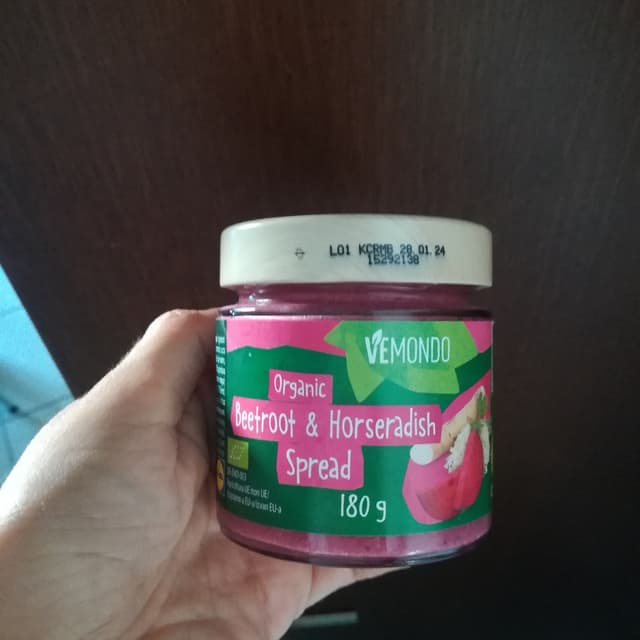 L01 KCRMB 28.01.24
15292138
VEMONDO
Organic
Beetroot & Horseradish
Spread
180 g